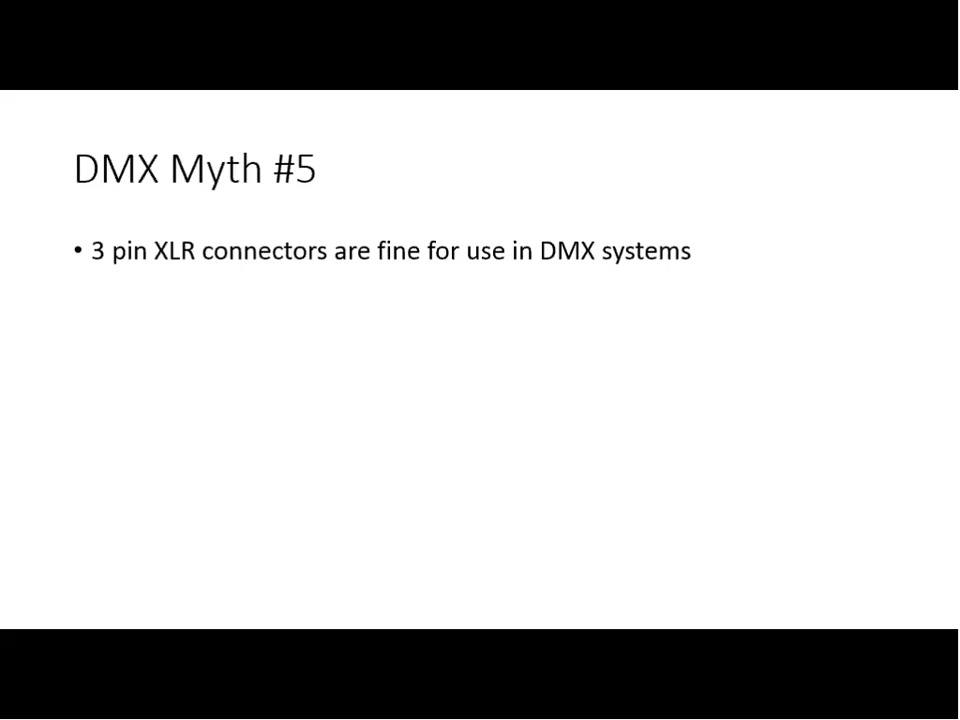 DMX Myth #5
• 3 pin XLR connectors are fine for use in DMX systems